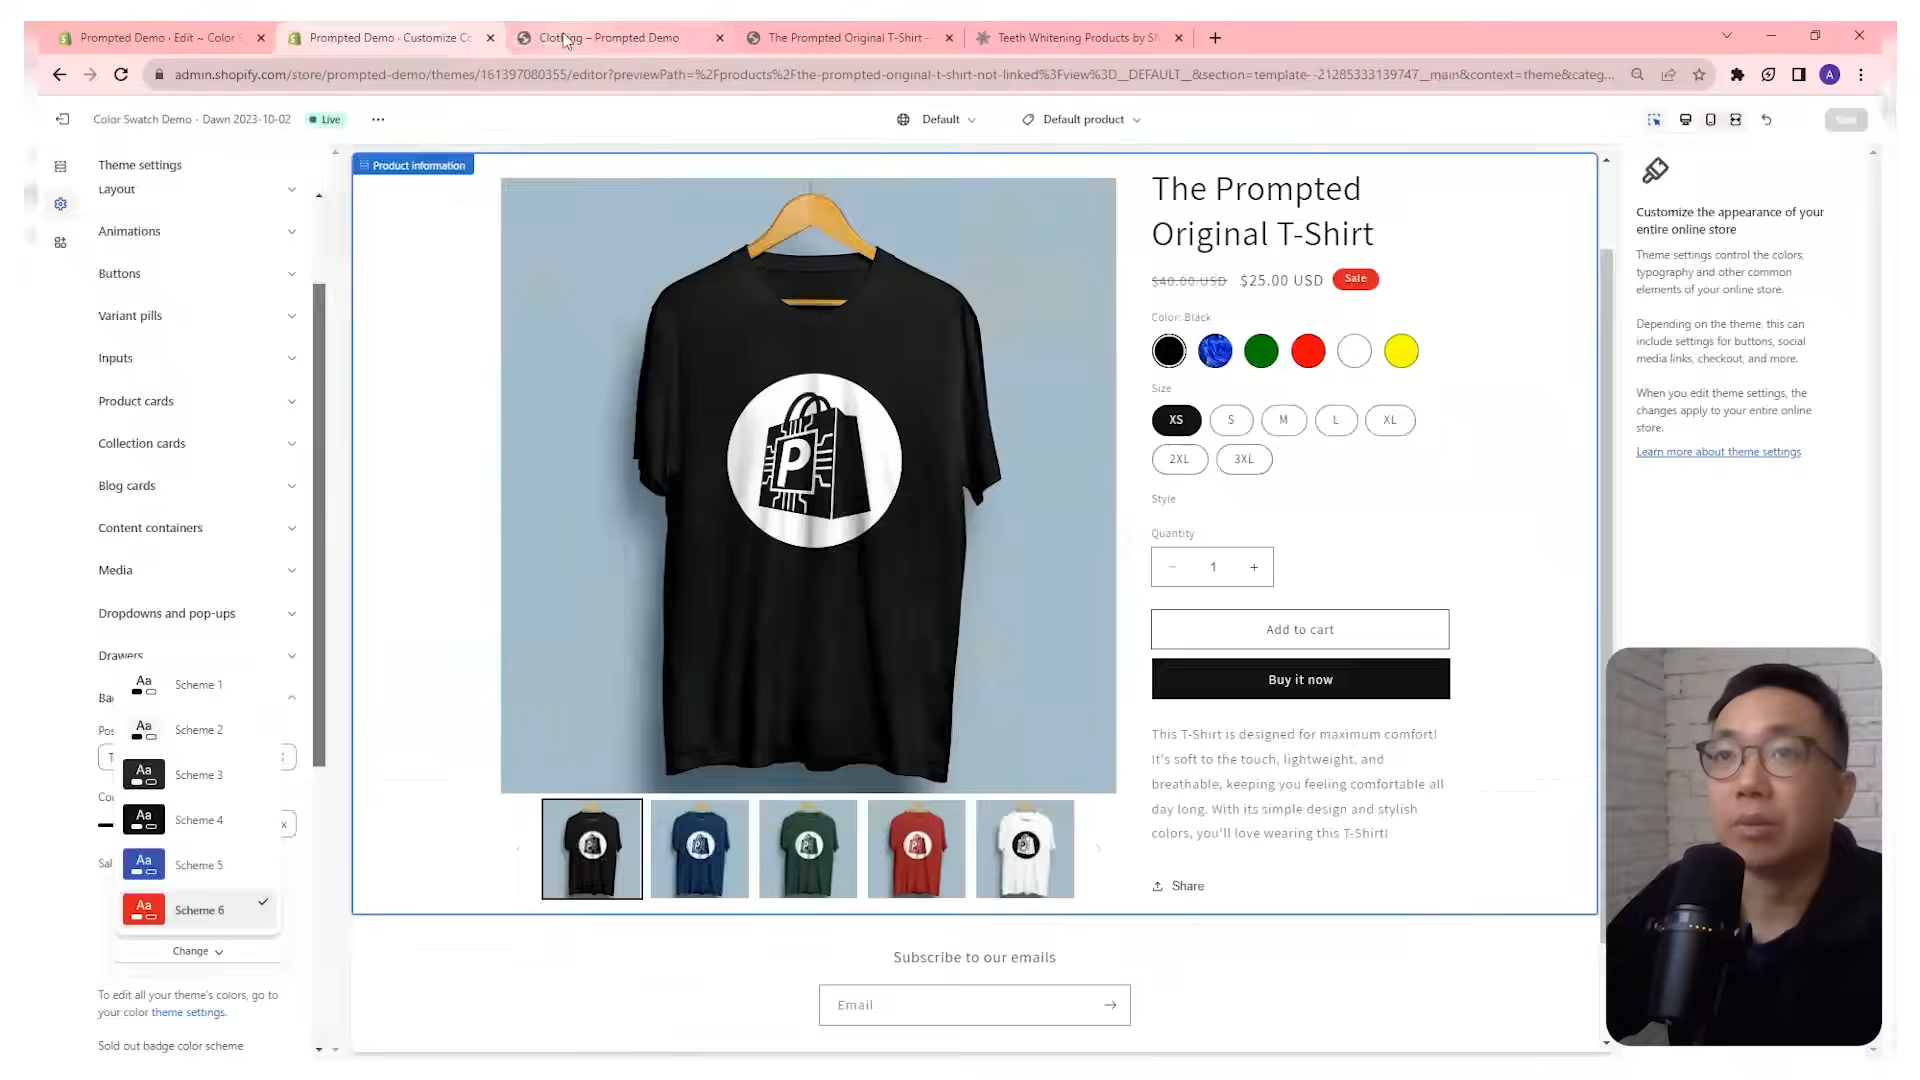 Prompted Demo · Edit ~ Color S
Prompted Demo · Customize Co
Clothing – Prompted Demo
The Prompted Original T-Shirt –
Teeth Whitening Products by S
admin.shopify.com/store/prompted-demo/themes/161397080355/editor?previewPath=%2Fproducts%2Fthe-prompted-original-t-shirt-not-linked%3Fview%3D__DEFAULT__&section=template--21285333139747__main&context=theme&categ...
A
Color Swatch Demo - Dawn 2023-10-02
Live
Default
Default product
Save
Theme settings
Layout
Animations
Buttons
Variant pills
Inputs
Product cards
Collection cards
Blog cards
Content containers
Media
Dropdowns and pop-ups
Drawers
Ba
Pos
Co
Sal
Aa Scheme 1
Aa Scheme 2
Aa Scheme 3
Aa Scheme 4
Aa Scheme 5
Aa Scheme 6
Change
To edit all your theme's colors, go to
your color theme settings.
Sold out badge color scheme
Product information
P
The Prompted
Original T-Shirt
$40.00 USD $25.00 USD Sale
Color: Black
Size
XS S M L XL
2XL 3XL
Style
Quantity
− 1 +
Add to cart
Buy it now
This T-Shirt is designed for maximum comfort!
It's soft to the touch, lightweight, and
breathable, keeping you feeling comfortable all
day long. With its simple design and stylish
colors, you'll love wearing this T-Shirt!
Share
Subscribe to our emails
Email
Customize the appearance of your
entire online store
Theme settings control the colors,
typography and other common
elements of your online store.
Depending on the theme, this can
include settings for buttons, social
media links, checkout, and more.
When you edit theme settings, the
changes apply to your entire online
store.
Learn more about theme settings